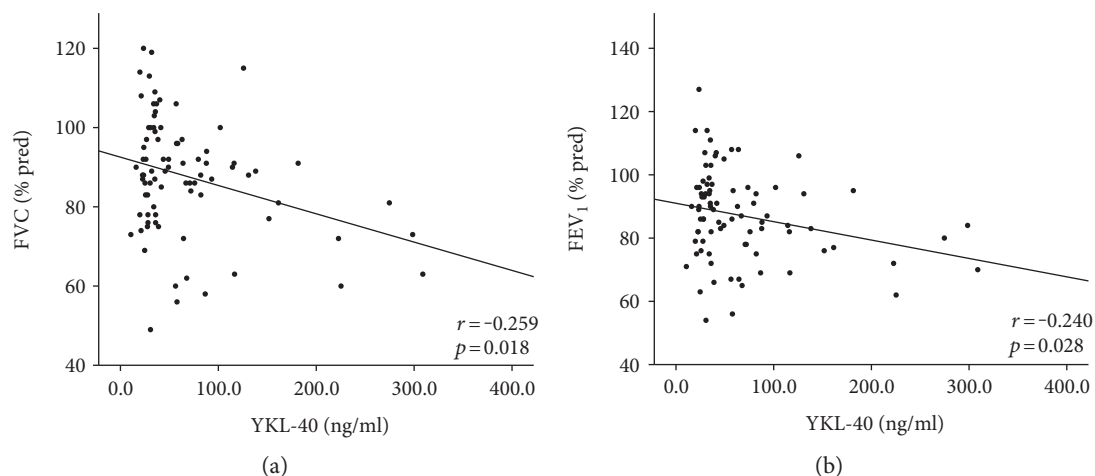 120
100
80
60
40
FVC (% pred)
r = −0.259
p = 0.018
0.0 100.0 200.0 300.0 400.0
YKL-40 (ng/ml)
(a)
140
120
100
80
60
40
FEV₁ (% pred)
r = −0.240
p = 0.028
0.0 100.0 200.0 300.0 400.0
YKL-40 (ng/ml)
(b)